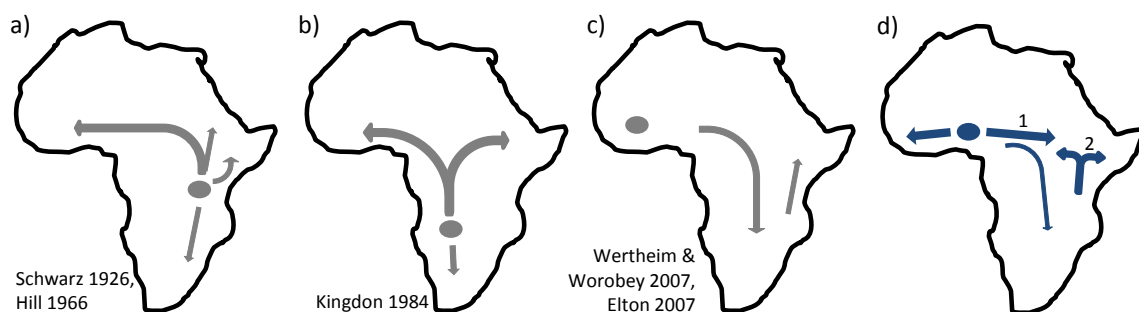 a)
b)
c)
d)
1
2
Schwarz 1926,
Hill 1966
Kingdon 1984
Wertheim &
Worobey 2007,
Elton 2007